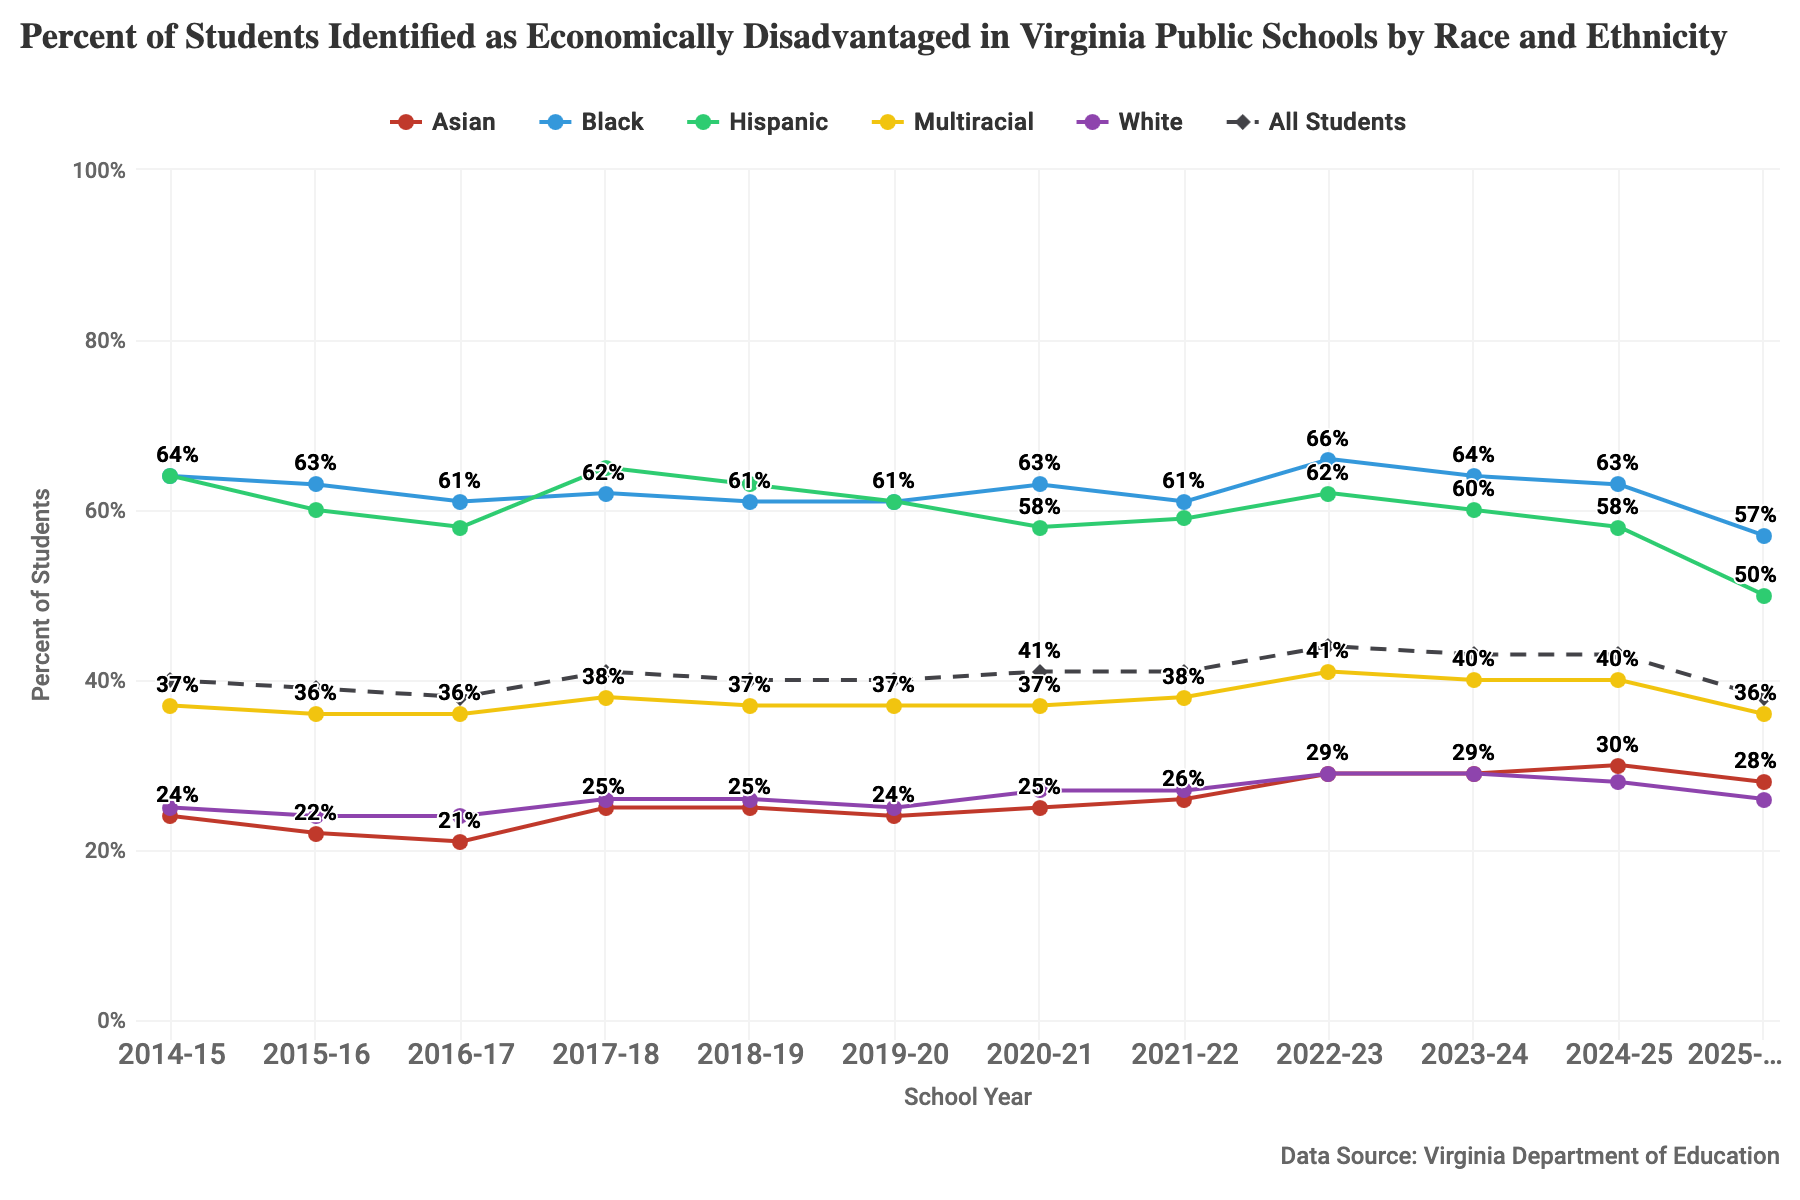 Percent of Students Identified as Economically Disadvantaged in Virginia Public Schools by Race and Ethnicity
Asian Black Hispanic Multiracial White All Students
100%
80%
60%
40%
20%
0%
Percent of Students
64% 63% 61% 62% 61% 61% 63% 61% 66% 64% 63% 57%
58% 62% 60% 58% 50%
41%
37% 36% 36% 38% 37% 37% 37% 38% 41% 40% 40% 36%
24% 22% 21% 25% 25% 24% 25% 26% 29% 29% 30% 28%
2014-15 2015-16 2016-17 2017-18 2018-19 2019-20 2020-21 2021-22 2022-23 2023-24 2024-25 2025-...
School Year
Data Source: Virginia Department of Education